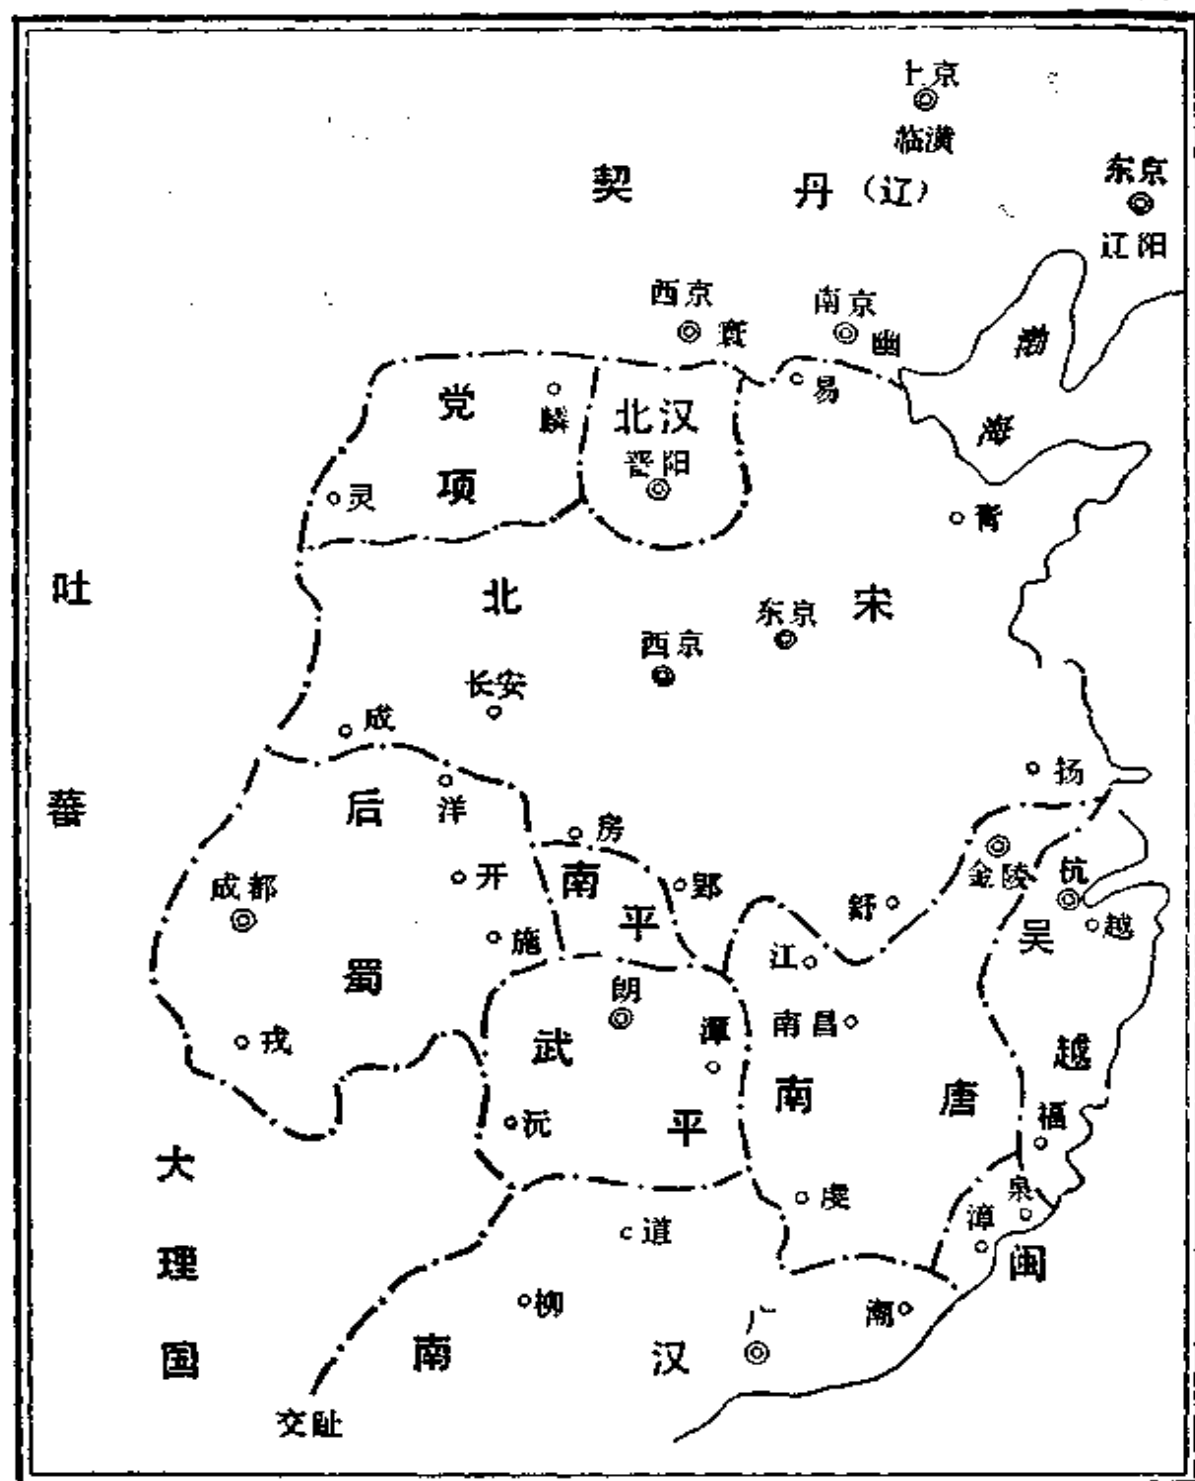 上京
临潢
契丹（辽）
东京
辽阳
西京
南京
幽
渤海
易
党项
麟
灵
北汉
晋阳
青
吐蕃
北宋
东京
西京
长安
成
扬
后蜀
洋
房
开
成都
施
戎
南平
郢
舒
金陵
杭
越
吴越
江
南昌
朗
武平
潭
沅
南唐
福
虔
泉
漳
闽
大理国
道
柳
潮
广
南汉
交趾